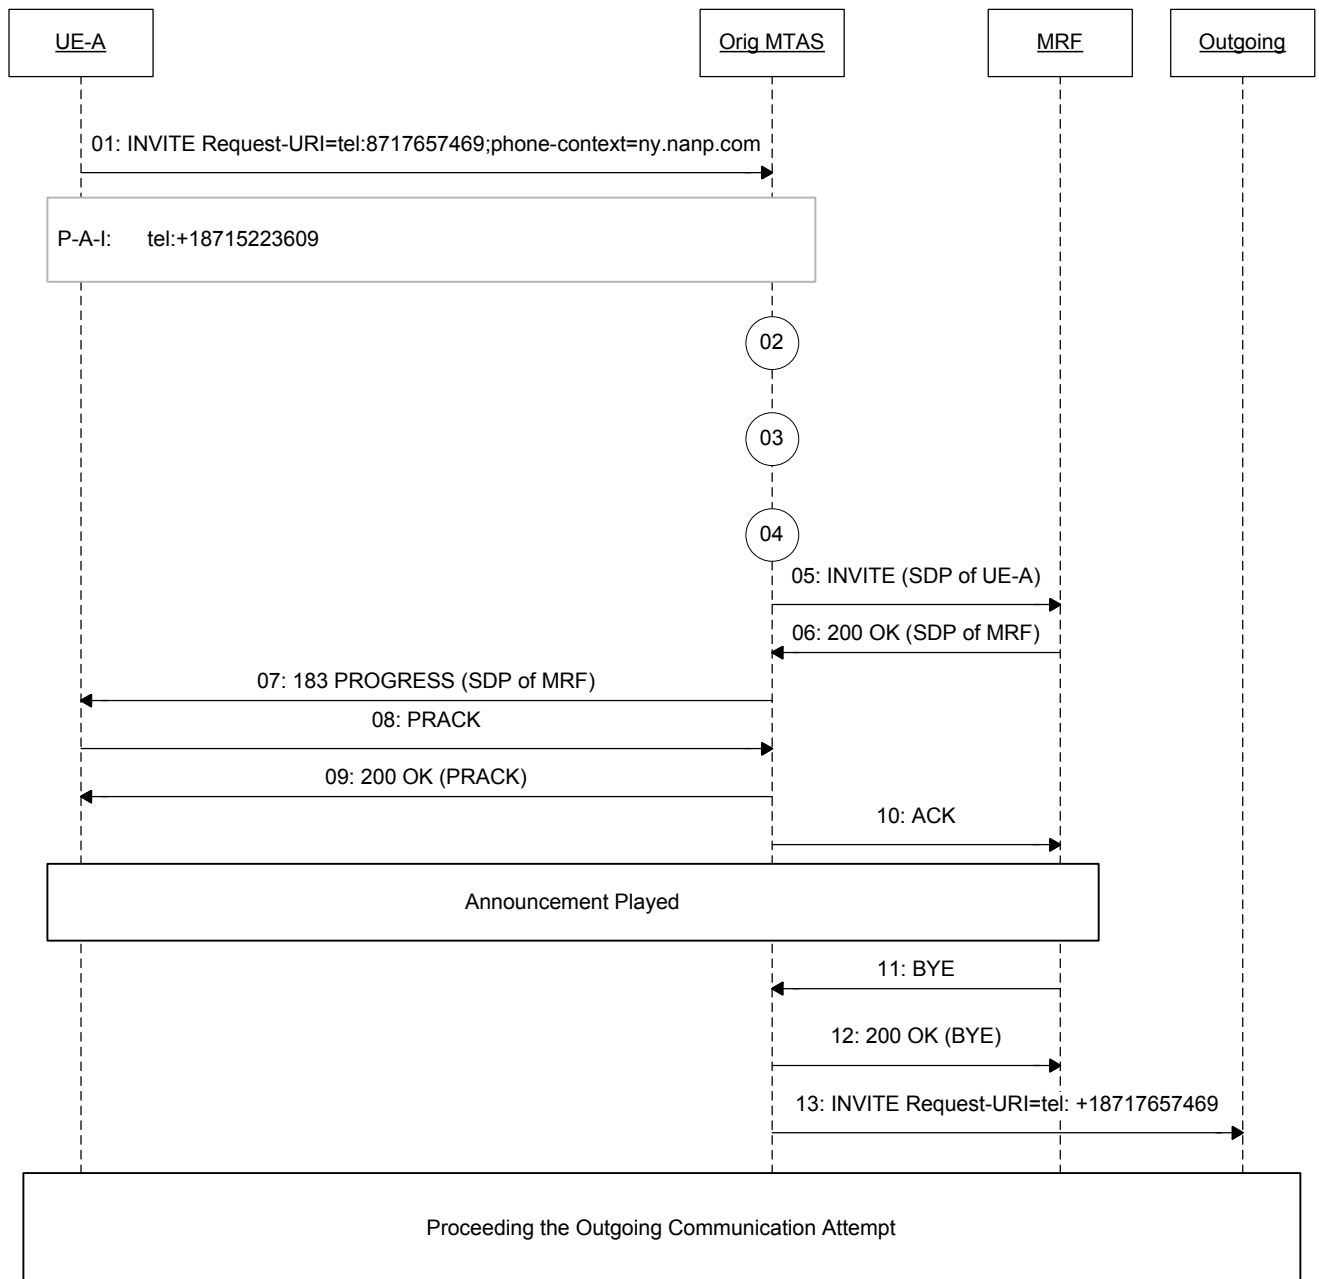 UE-A
Orig MTAS
MRF
Outgoing
01: INVITE Request-URI=tel:8717657469;phone-context=ny.nanp.com
P-A-I: tel:+18715223609
02
03
04
05: INVITE (SDP of UE-A)
06: 200 OK (SDP of MRF)
07: 183 PROGRESS (SDP of MRF)
08: PRACK
09: 200 OK (PRACK)
10: ACK
Announcement Played
11: BYE
12: 200 OK (BYE)
13: INVITE Request-URI=tel: +18717657469
Proceeding the Outgoing Communication Attempt